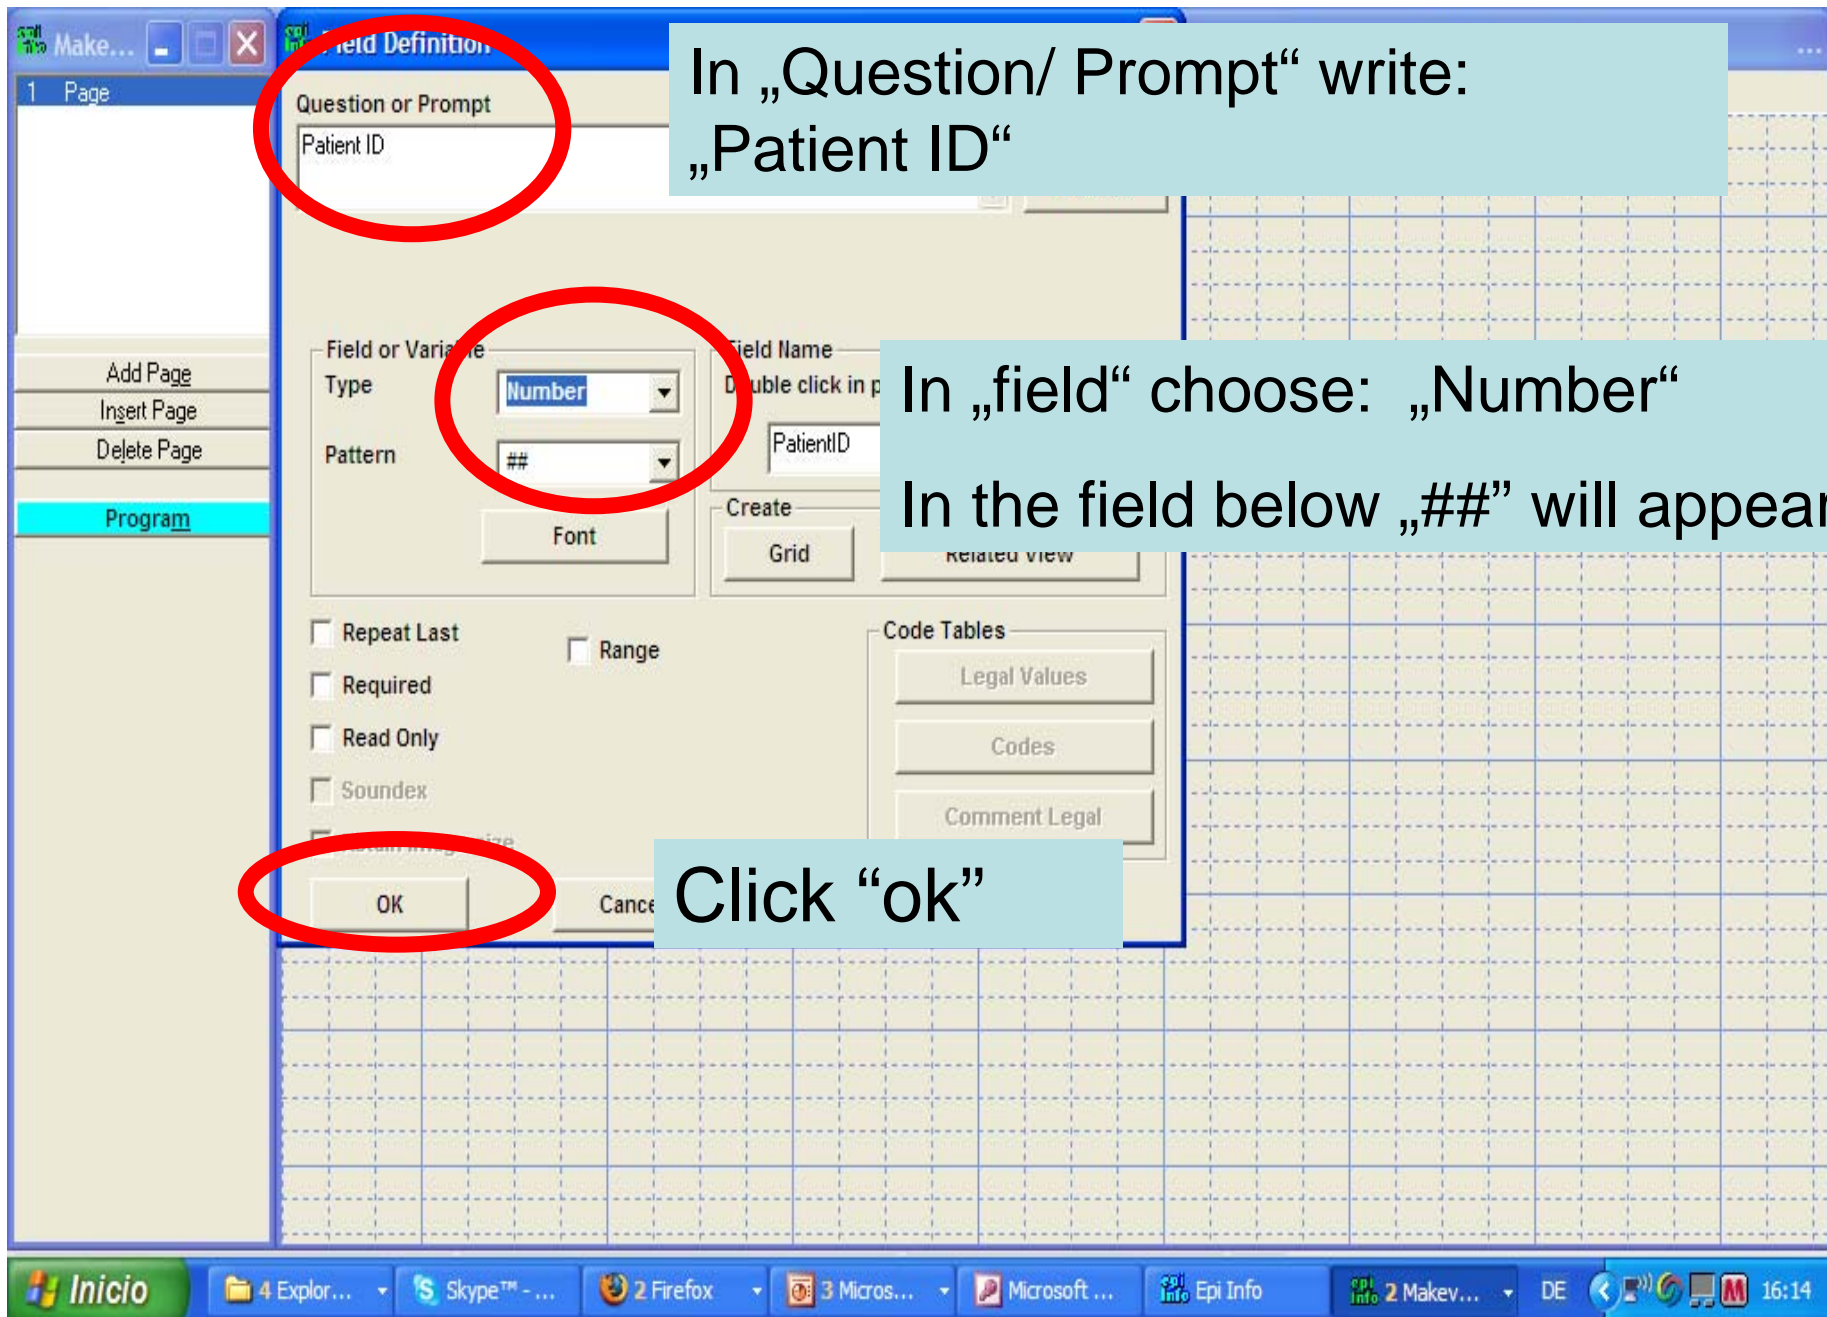 Make...
Field Definition
...
1 Page
In „Question/ Prompt“ write:
„Patient ID“
Question or Prompt
Patient ID
Field or Variable
Type
Number
Pattern
##
Font
Field Name
Double click in p
PatientID
Create
Grid
Related View
In „field“ choose: „Number“
In the field below „##” will appear
Add Page
Insert Page
Delete Page
Program
Repeat Last
Range
Required
Read Only
Soundex
Code Tables
Legal Values
Codes
Comment Legal
OK
Cance
Click “ok”
Inicio
4 Explor...
Skype™ - ...
2 Firefox
3 Micros...
Microsoft ...
Epi Info
2 Makev...
DE
16:14